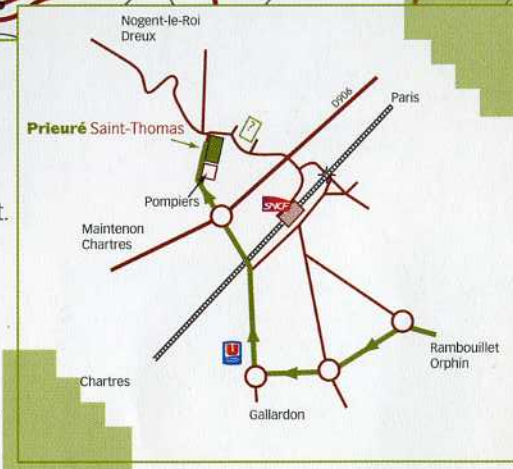 Nogent-le-Roi
Dreux
D906
Paris
?
Prieuré Saint-Thomas
Pompiers
SNCF
Maintenon
Chartres
t.
U
Rambouillet
Orphin
Chartres
Gallardon